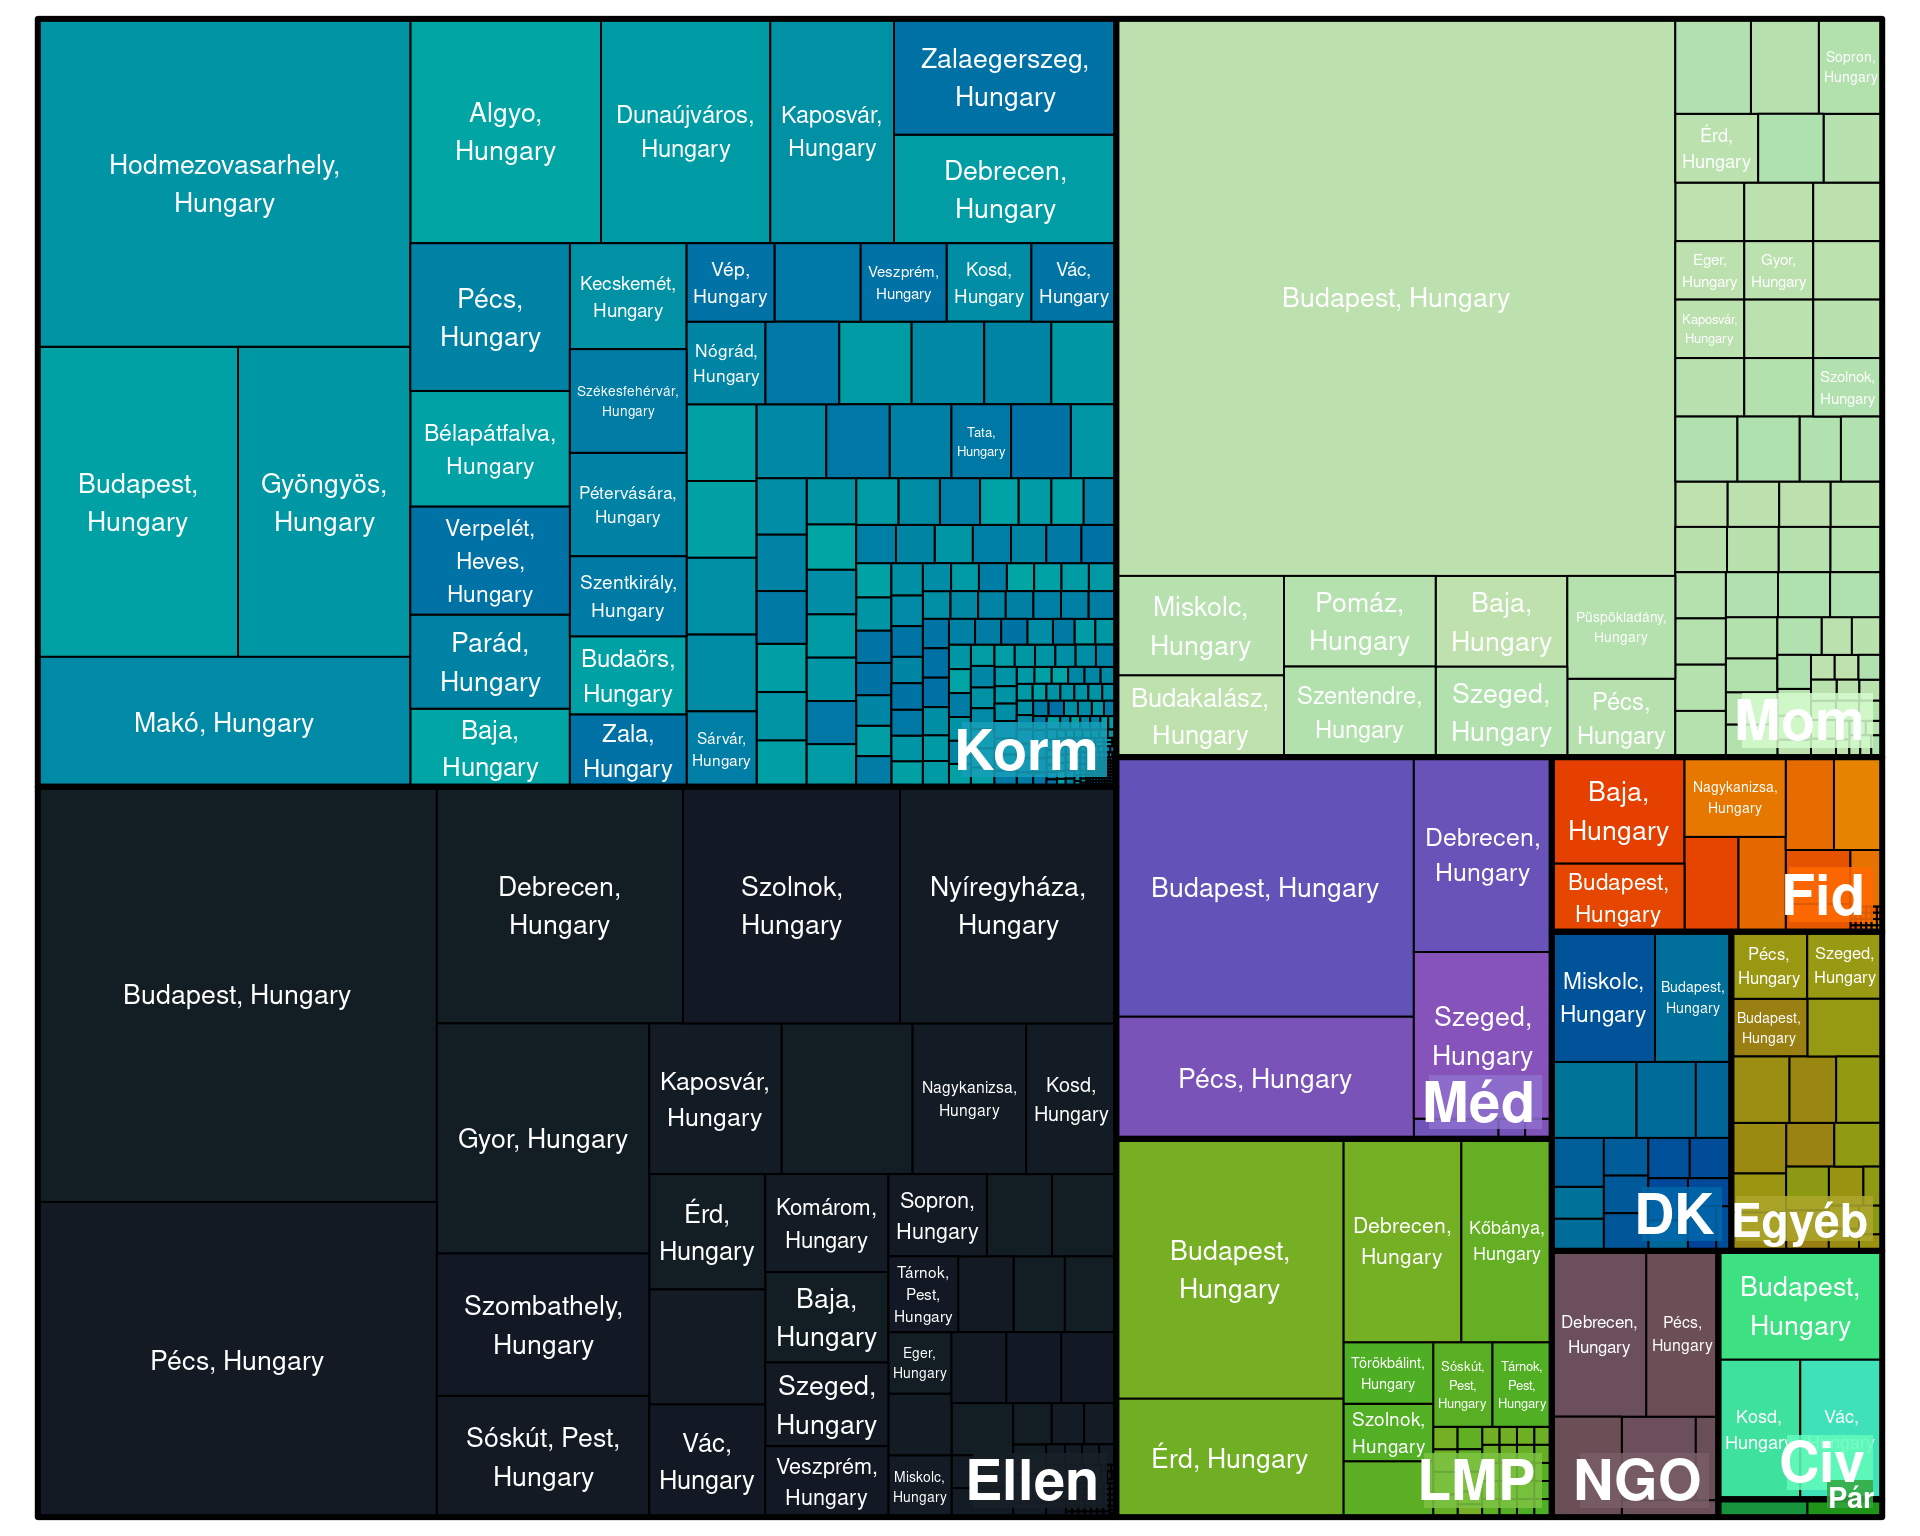 Hodmezovasarhely,
Hungary
Algyo,
Hungary
Dunaújváros,
Hungary
Kaposvár,
Hungary
Zalaegerszeg,
Hungary
Debrecen,
Hungary
Budapest,
Hungary
Gyöngyös,
Hungary
Makó, Hungary
Pécs,
Hungary
Bélapátfalva,
Hungary
Verpelét,
Heves,
Hungary
Parád,
Hungary
Baja,
Hungary
Kecskemét,
Hungary
Székesfehérvár,
Hungary
Pétervására,
Hungary
Szentkirály,
Hungary
Budaörs,
Hungary
Zala,
Hungary
Vép,
Hungary
Veszprém,
Hungary
Kosd,
Hungary
Vác,
Hungary
Nógrád,
Hungary
Tata,
Hungary
Sárvár,
Hungary
Korm
Budapest, Hungary
Miskolc,
Hungary
Budakalász,
Hungary
Pomáz,
Hungary
Szentendre,
Hungary
Baja,
Hungary
Szeged,
Hungary
Püspökladány,
Hungary
Pécs,
Hungary
Sopron,
Hungary
Érd,
Hungary
Eger,
Hungary
Gyor,
Hungary
Kaposvár,
Hungary
Szolnok,
Hungary
Mom
Budapest, Hungary
Pécs, Hungary
Debrecen,
Hungary
Szolnok,
Hungary
Nyíregyháza,
Hungary
Gyor, Hungary
Szombathely,
Hungary
Sóskút, Pest,
Hungary
Kaposvár,
Hungary
Nagykanizsa,
Hungary
Kosd,
Hungary
Érd,
Hungary
Vác,
Hungary
Komárom,
Hungary
Baja,
Hungary
Szeged,
Hungary
Veszprém,
Hungary
Sopron,
Hungary
Tárnok,
Pest,
Hungary
Eger,
Hungary
Miskolc,
Hungary
Ellen
Budapest, Hungary
Pécs, Hungary
Debrecen,
Hungary
Szeged,
Hungary
Méd
Budapest,
Hungary
Érd, Hungary
Debrecen,
Hungary
Kőbánya,
Hungary
Törökbálint,
Hungary
Szolnok,
Hungary
Sóskút,
Pest,
Hungary
Tárnok,
Pest,
Hungary
LMP
Baja,
Hungary
Budapest,
Hungary
Nagykanizsa,
Hungary
Fid
Miskolc,
Hungary
Budapest,
Hungary
DK
Pécs,
Hungary
Szeged,
Hungary
Budapest,
Hungary
Egyéb
Debrecen,
Hungary
Pécs,
Hungary
NGO
Budapest,
Hungary
Kosd,
Hungary
Vác,
Hungary
Civ
Pár